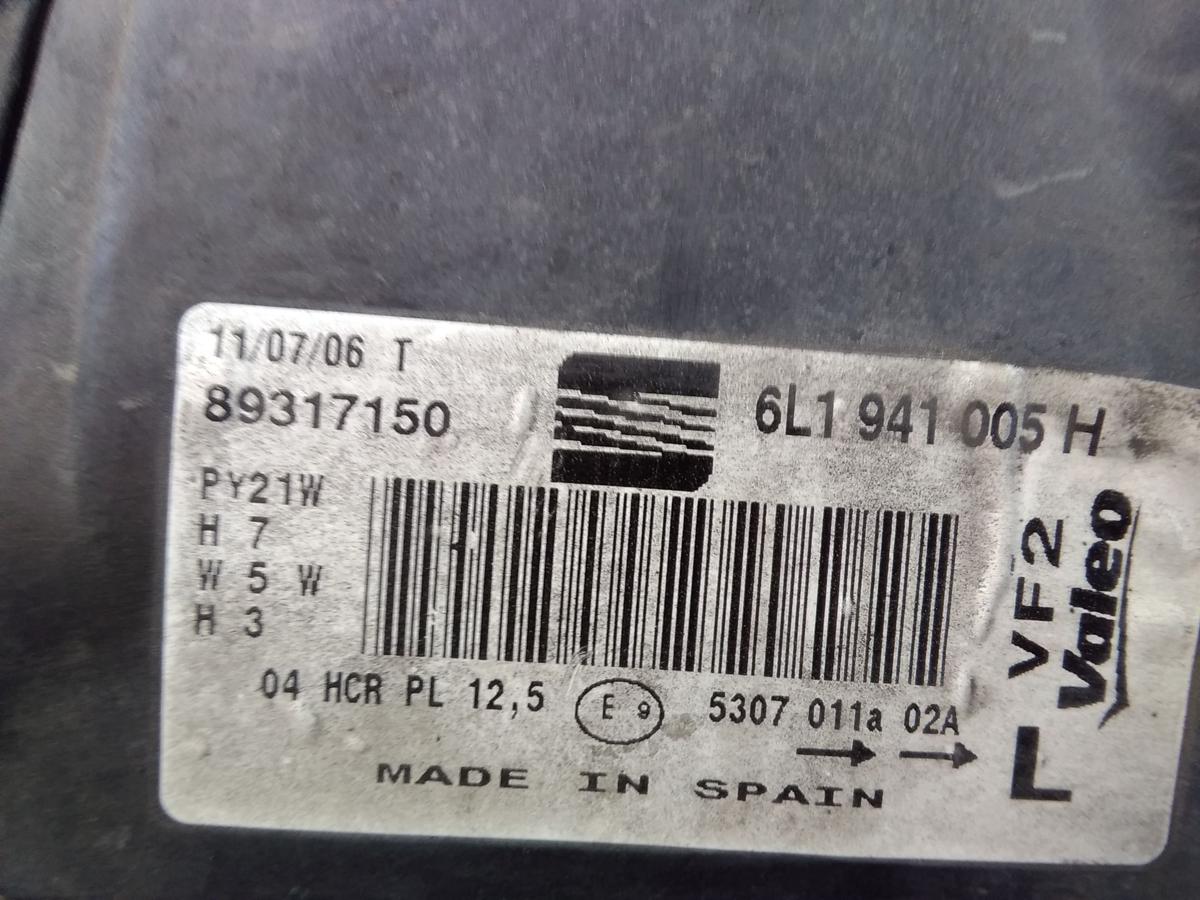 11/07/06 T
89317150
6L1 941 005 H
PY21W
H 7
W 5 W
H 3
VF2
Valeo
04 HCR PL 12,5 E 9 5307 011a 02A
→ →
L
MADE IN SPAIN